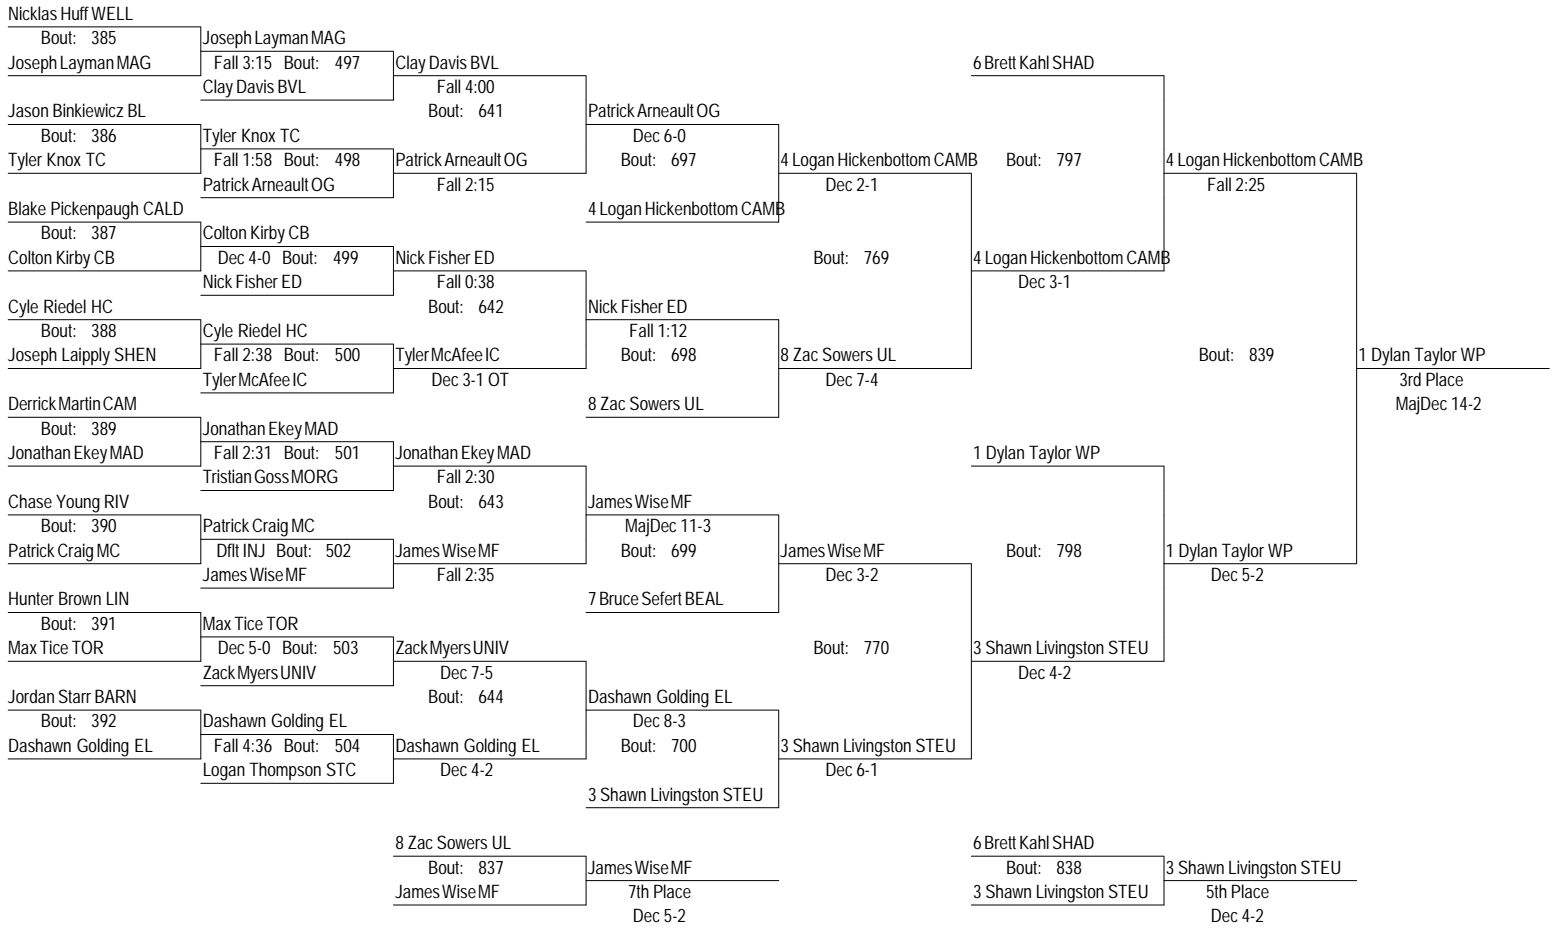 Nicklas Huff WELL
Bout: 385
Joseph Layman MAG
Joseph Layman MAG
Fall 3:15 Bout: 497
Clay Davis BVL
Clay Davis BVL
Fall 4:00
Bout: 641
6 Brett Kahl SHAD
Jason Binkiewicz BL
Bout: 386
Tyler Knox TC
Tyler Knox TC
Fall 1:58 Bout: 498
Patrick Arneault OG
Patrick Arneault OG
Fall 2:15
Patrick Arneault OG
Dec 6-0
Bout: 697
4 Logan Hickenbottom CAMB
4 Logan Hickenbottom CAMB
Dec 2-1
Bout: 797
4 Logan Hickenbottom CAMB
Fall 2:25
Blake Pickenpaugh CALD
Bout: 387
Colton Kirby CB
Colton Kirby CB
Dec 4-0 Bout: 499
Nick Fisher ED
Nick Fisher ED
Fall 0:38
Bout: 642
Bout: 769
4 Logan Hickenbottom CAMB
Dec 3-1
Cyle Riedel HC
Bout: 388
Joseph Laipply SHEN
Cyle Riedel HC
Fall 2:38 Bout: 500
Tyler McAfee IC
Tyler McAfee IC
Dec 3-1 OT
Nick Fisher ED
Fall 1:12
Bout: 698
8 Zac Sowers UL
8 Zac Sowers UL
Dec 7-4
Bout: 839
1 Dylan Taylor WP
3rd Place
MajDec 14-2
Derrick Martin CAM
Bout: 389
Jonathan Ekey MAD
Jonathan Ekey MAD
Fall 2:31 Bout: 501
Tristian Goss MORG
Jonathan Ekey MAD
Fall 2:30
Bout: 643
1 Dylan Taylor WP
Chase Young RIV
Bout: 390
Patrick Craig MC
Patrick Craig MC
Dflt INJ Bout: 502
James Wise MF
James Wise MF
Fall 2:35
James Wise MF
MajDec 11-3
Bout: 699
7 Bruce Sefert BEAL
James Wise MF
Dec 3-2
Bout: 798
1 Dylan Taylor WP
Dec 5-2
Hunter Brown LIN
Bout: 391
Max Tice TOR
Max Tice TOR
Dec 5-0 Bout: 503
Zack Myers UNIV
Zack Myers UNIV
Dec 7-5
Bout: 644
Bout: 770
3 Shawn Livingston STEU
Dec 4-2
Jordan Starr BARN
Bout: 392
Dashawn Golding EL
Dashawn Golding EL
Fall 4:36 Bout: 504
Logan Thompson STC
Dashawn Golding EL
Dec 4-2
Dashawn Golding EL
Dec 8-3
Bout: 700
3 Shawn Livingston STEU
3 Shawn Livingston STEU
Dec 6-1
8 Zac Sowers UL
Bout: 837
James Wise MF
James Wise MF
7th Place
Dec 5-2
6 Brett Kahl SHAD
Bout: 838
3 Shawn Livingston STEU
3 Shawn Livingston STEU
5th Place
Dec 4-2